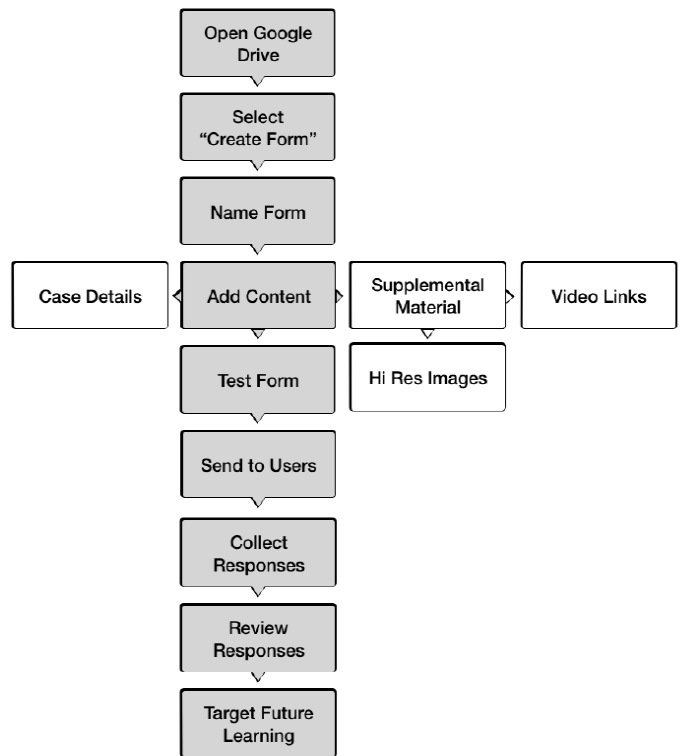 Open Google
Drive
Select
“Create Form”
Name Form
Case Details
Add Content
Supplemental
Material
Video Links
Test Form
Hi Res Images
Send to Users
Collect
Responses
Review
Responses
Target Future
Learning